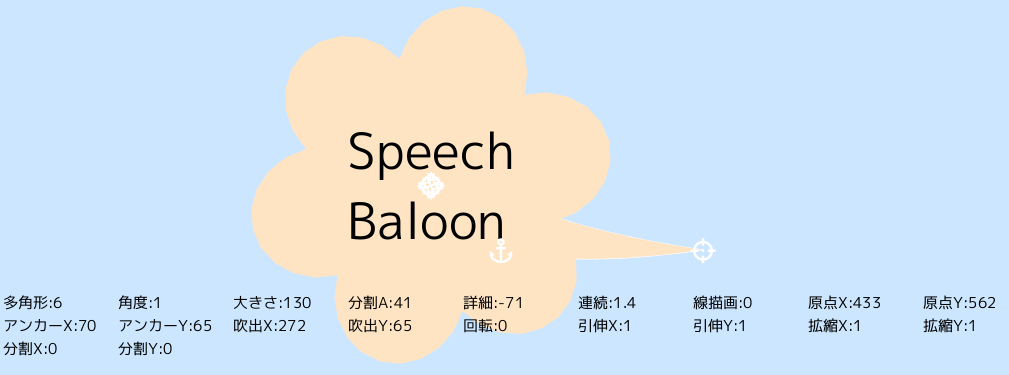 Speech
Baloon
多角形:6 角度:1 大きさ:130 分割A:41 詳細:-71 連続:1.4 線描画:0 原点X:433 原点Y:562
アンカーX:70 アンカーY:65 吹出X:272 吹出Y:65 回転:0 引伸X:1 引伸Y:1 拡縮X:1 拡縮Y:1
分割X:0 分割Y:0